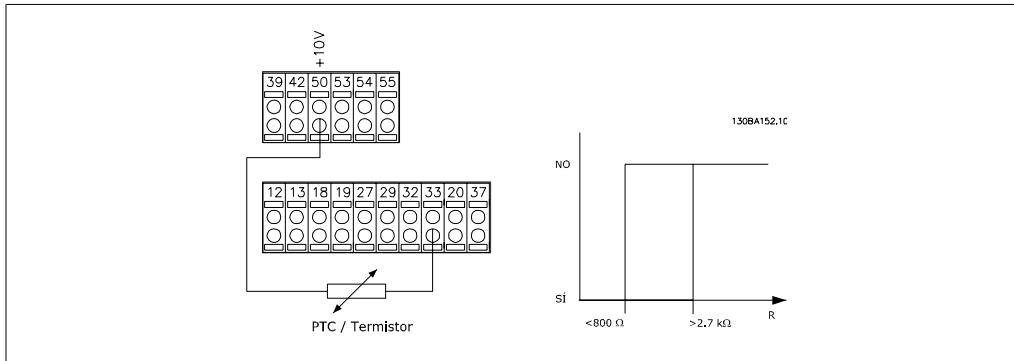 +10V
39 42 50 53 54 55
12 13 18 19 27 29 32 33 20 37
PTC / Termistor
130BA152.10
NO
SÍ
<800 Ω
>2.7 kΩ
R